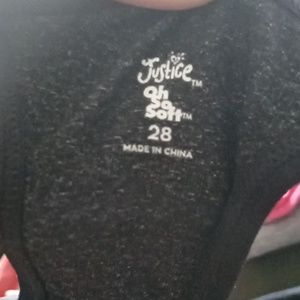 Justice™
Oh
So
Soft™
28
MADE IN CHINA